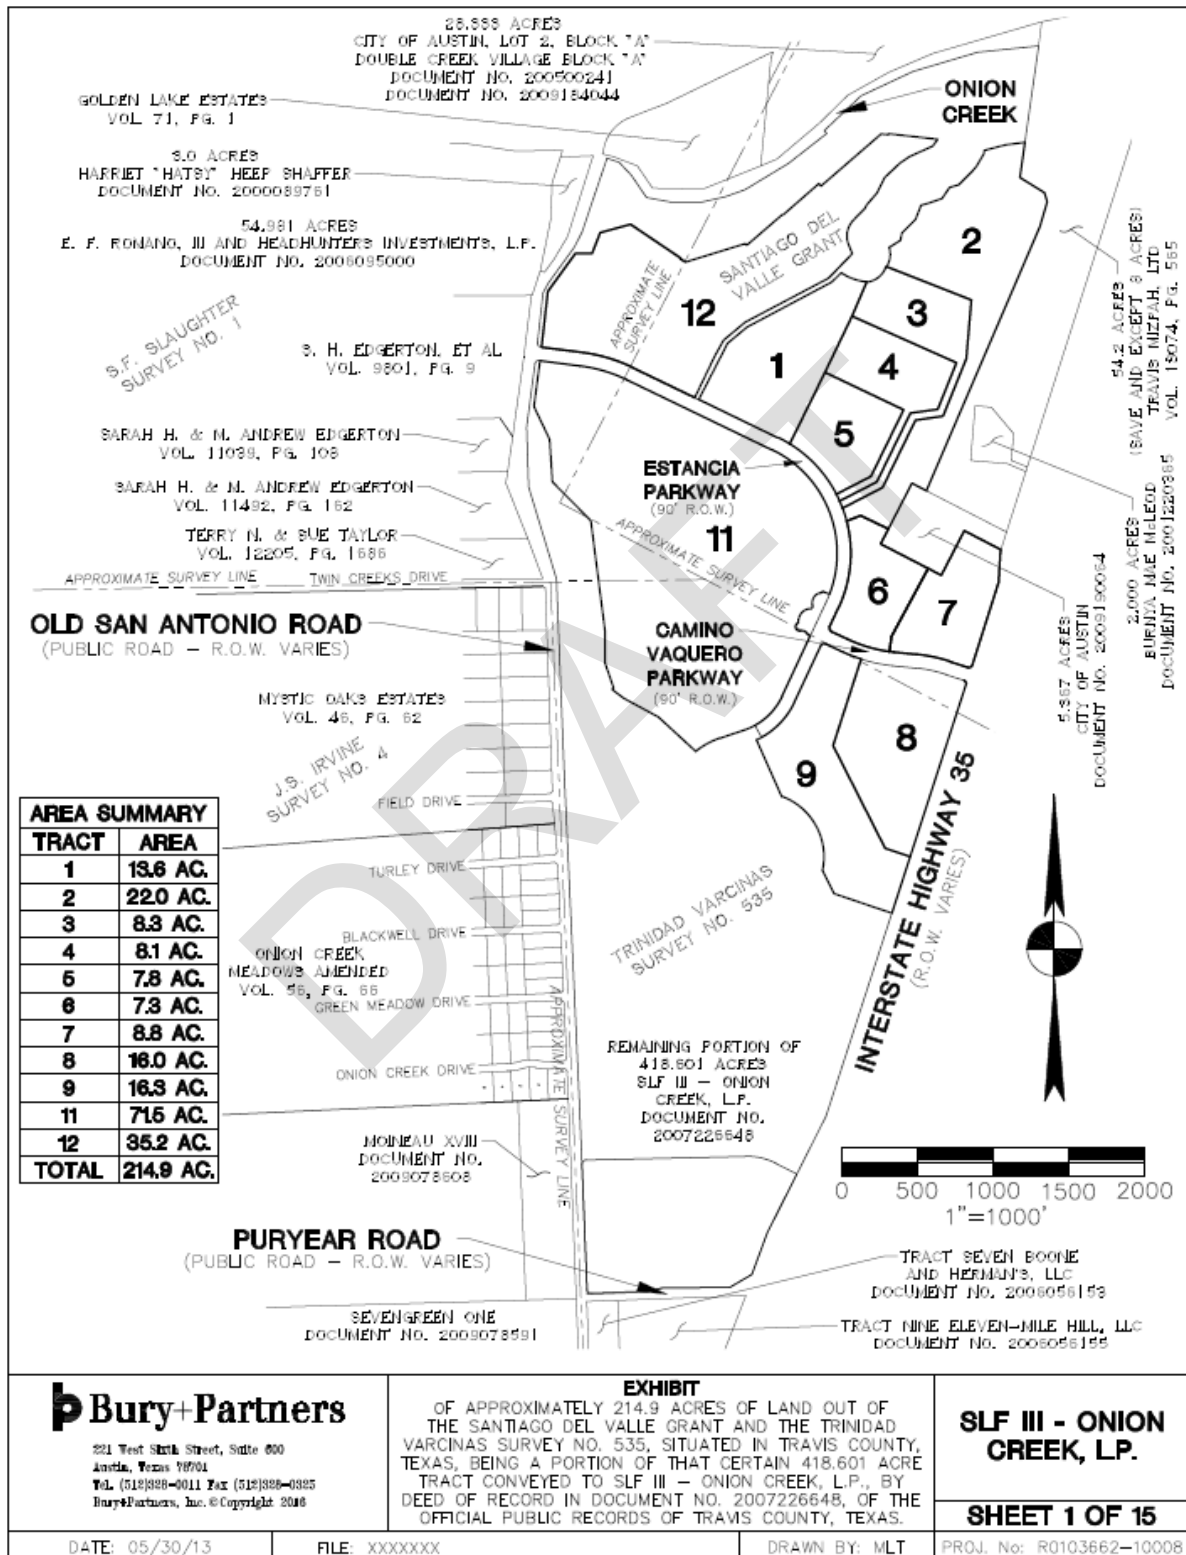 28.999 ACRES
CITY OF AUSTIN, LOT 2, BLOCK "A"
DOUBLE CREEK VILLAGE BLOCK "A"
DOCUMENT NO. 200500241
DOCUMENT NO. 2009184044
GOLDEN LAKE ESTATES
VOL. 71, PG. 1
ONION
CREEK
9.0 ACRES
HARRIET "HATSY" HEEP SHAFFER
DOCUMENT NO. 2000089761
54.981 ACRES
E. F. ROMANO, III AND HEADHUNTERS INVESTMENTS, L.P.
DOCUMENT NO. 2006095000
SANTIAGO DEL
VALLE GRANT
APPROXIMATE
SURVEY LINE
S.F. SLAUGHTER
SURVEY NO. 1
S. H. EDGERTON, ET AL
VOL. 9801, PG. 9
SARAH H. & M. ANDREW EDGERTON
VOL. 11039, PG. 108
SARAH H. & M. ANDREW EDGERTON
VOL. 11492, PG. 162
TERRY N. & SUE TAYLOR
VOL. 12205, PG. 1686
APPROXIMATE SURVEY LINE
TWIN CREEKS DRIVE
2
12
3
1
4
5
ESTANCIA
PARKWAY
(90' R.O.W.)
11
APPROXIMATE SURVEY LINE
6
7
54.2 ACRES
(SAVE AND EXCEPT 8 ACRES)
TRAVIS MIZPAH, LTD
VOL. 13074, PG. 565
2.000 ACRES
BURNYA MAE McLEOD
DOCUMENT NO. 2001220385
5.367 ACRES
CITY OF AUSTIN
DOCUMENT NO. 2009190064
OLD SAN ANTONIO ROAD
(PUBLIC ROAD - R.O.W. VARIES)
CAMINO
VAQUERO
PARKWAY
(90' R.O.W.)
MYSTIC OAKS ESTATES
VOL. 46, PG. 62
J.S. IRVINE
SURVEY NO. 4
8
9
FIELD DRIVE
TURLEY DRIVE
BLACKWELL DRIVE
ONION CREEK
MEADOWS AMENDED
VOL. 56, PG. 66
GREEN MEADOW DRIVE
ONION CREEK DRIVE
APPROXIMATE SURVEY LINE
TRINIDAD VARCINAS
SURVEY NO. 535
INTERSTATE HIGHWAY 35
(R.O.W. VARIES)
AREA SUMMARY
TRACT AREA
1 13.6 AC.
2 22.0 AC.
3 8.3 AC.
4 8.1 AC.
5 7.8 AC.
6 7.3 AC.
7 8.8 AC.
8 16.0 AC.
9 16.3 AC.
11 71.5 AC.
12 35.2 AC.
TOTAL 214.9 AC.
DRAFT
REMAINING PORTION OF
418.601 ACRES
SLF III - ONION
CREEK, L.P.
DOCUMENT NO.
2007226648
MOINEAU XVIII
DOCUMENT NO.
2009078608
0 500 1000 1500 2000
1"=1000'
PURYEAR ROAD
(PUBLIC ROAD - R.O.W. VARIES)
TRACT SEVEN BOONE
AND HERMAN'S, LLC
DOCUMENT NO. 2006056153
SEVENGREEN ONE
DOCUMENT NO. 2009078591
TRACT NINE ELEVEN-MILE HILL, LLC
DOCUMENT NO. 2006056155
Bury+Partners
221 West Sixth Street, Suite 600
Austin, Texas 78701
Tel. (512)328-0011 Fax (512)328-0325
Bury+Partners, Inc. © Copyright 2016
EXHIBIT
OF APPROXIMATELY 214.9 ACRES OF LAND OUT OF
THE SANTIAGO DEL VALLE GRANT AND THE TRINIDAD
VARCINAS SURVEY NO. 535, SITUATED IN TRAVIS COUNTY,
TEXAS, BEING A PORTION OF THAT CERTAIN 418.601 ACRE
TRACT CONVEYED TO SLF III - ONION CREEK, L.P., BY
DEED OF RECORD IN DOCUMENT NO. 2007226648, OF THE
OFFICIAL PUBLIC RECORDS OF TRAVIS COUNTY, TEXAS.
SLF III - ONION
CREEK, LP.
SHEET 1 OF 15
DATE: 05/30/13
FILE: XXXXXXX
DRAWN BY: MLT
PROJ. No: R0103662-10008